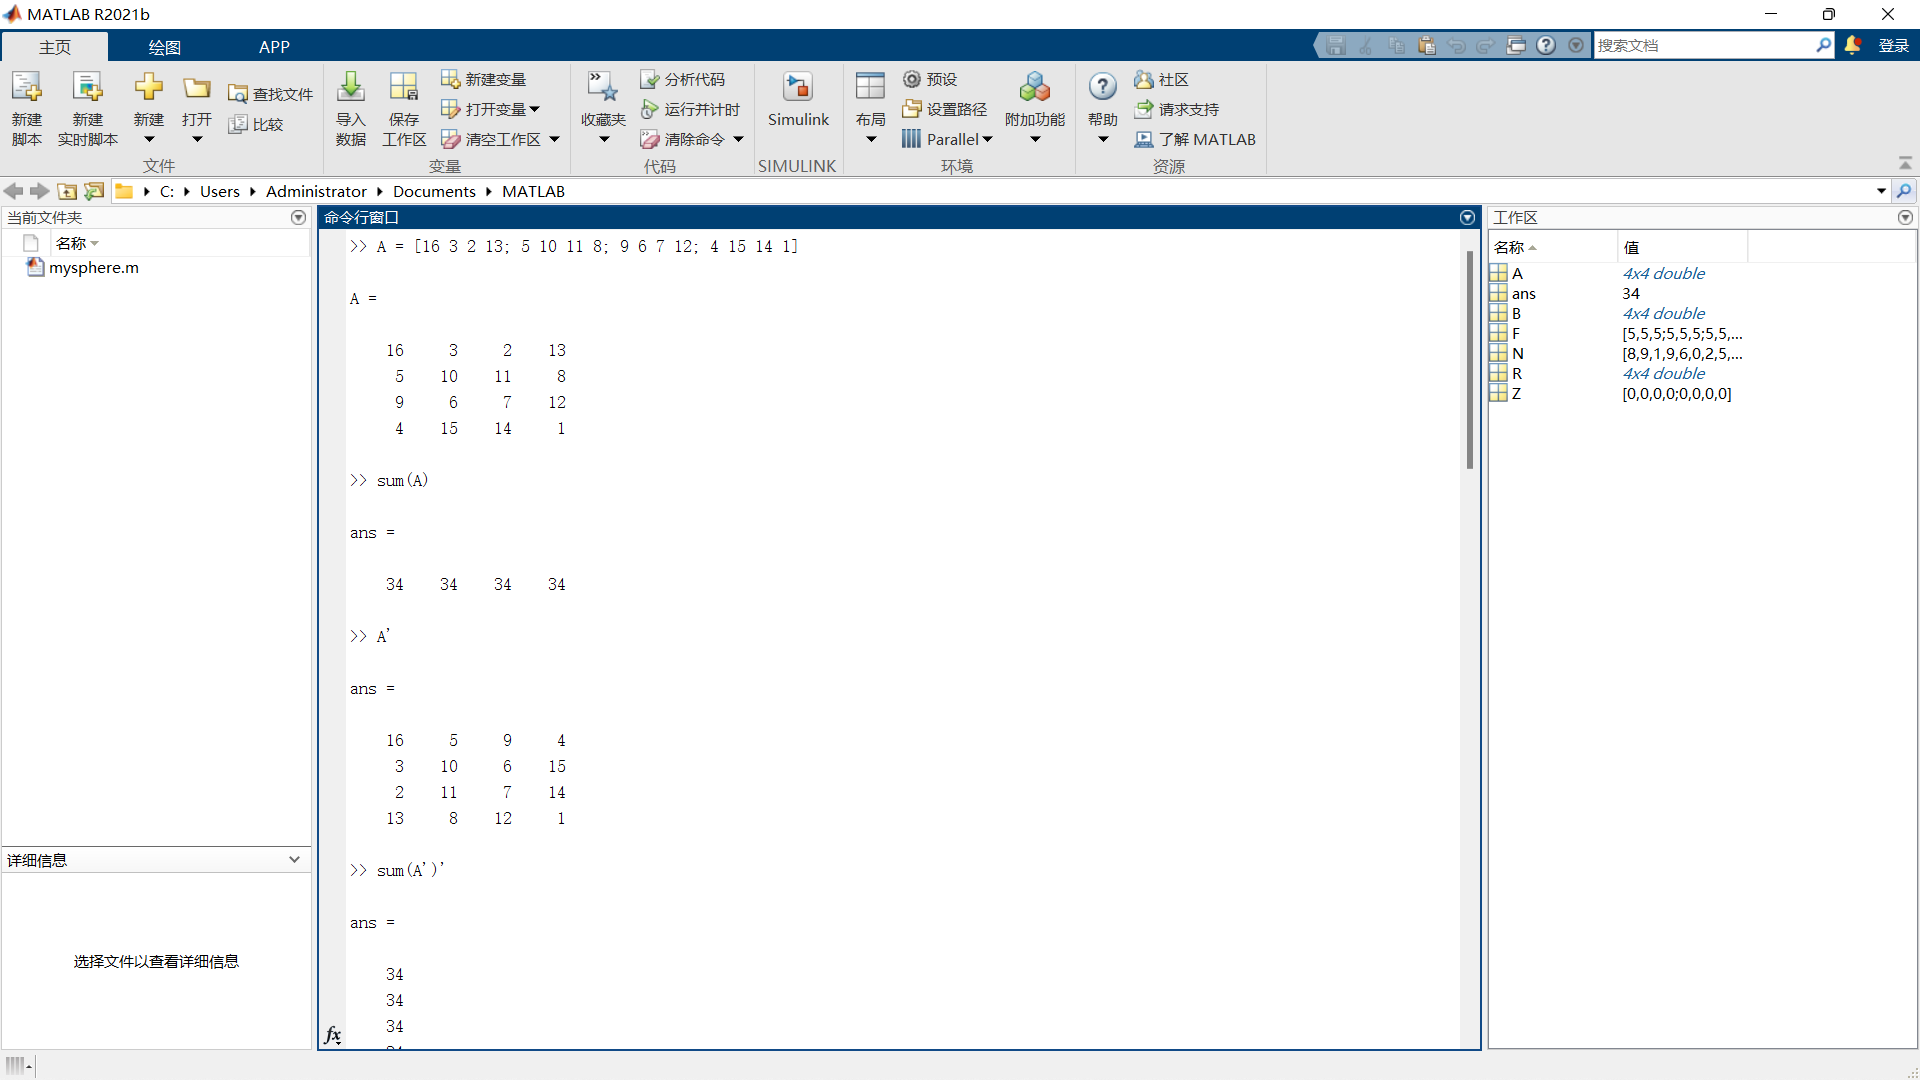 MATLAB R2021b
主页 绘图 APP
搜索文档 登录
新建脚本
新建实时脚本
新建
打开
查找文件
比较
文件
导入数据
保存工作区
新建变量
打开变量
清空工作区
变量
收藏夹
分析代码
运行并计时
清除命令
代码
Simulink
SIMULINK
布局
预设
设置路径
Parallel
附加功能
环境
帮助
社区
请求支持
了解 MATLAB
资源
C: Users Administrator Documents MATLAB
当前文件夹
名称
mysphere.m
详细信息
选择文件以查看详细信息
命令行窗口
>> A = [16 3 2 13; 5 10 11 8; 9 6 7 12; 4 15 14 1]
A =
16 3 2 13
5 10 11 8
9 6 7 12
4 15 14 1
>> sum(A)
ans =
34 34 34 34
>> A'
ans =
16 5 9 4
3 10 6 15
2 11 7 14
13 8 12 1
>> sum(A')'
ans =
34
34
34
fx
工作区
名称 值
A 4x4 double
ans 34
B 4x4 double
F [5,5,5;5,5,5;5,5,...
N [8,9,1,9,6,0,2,5,...
R 4x4 double
Z [0,0,0,0;0,0,0,0]